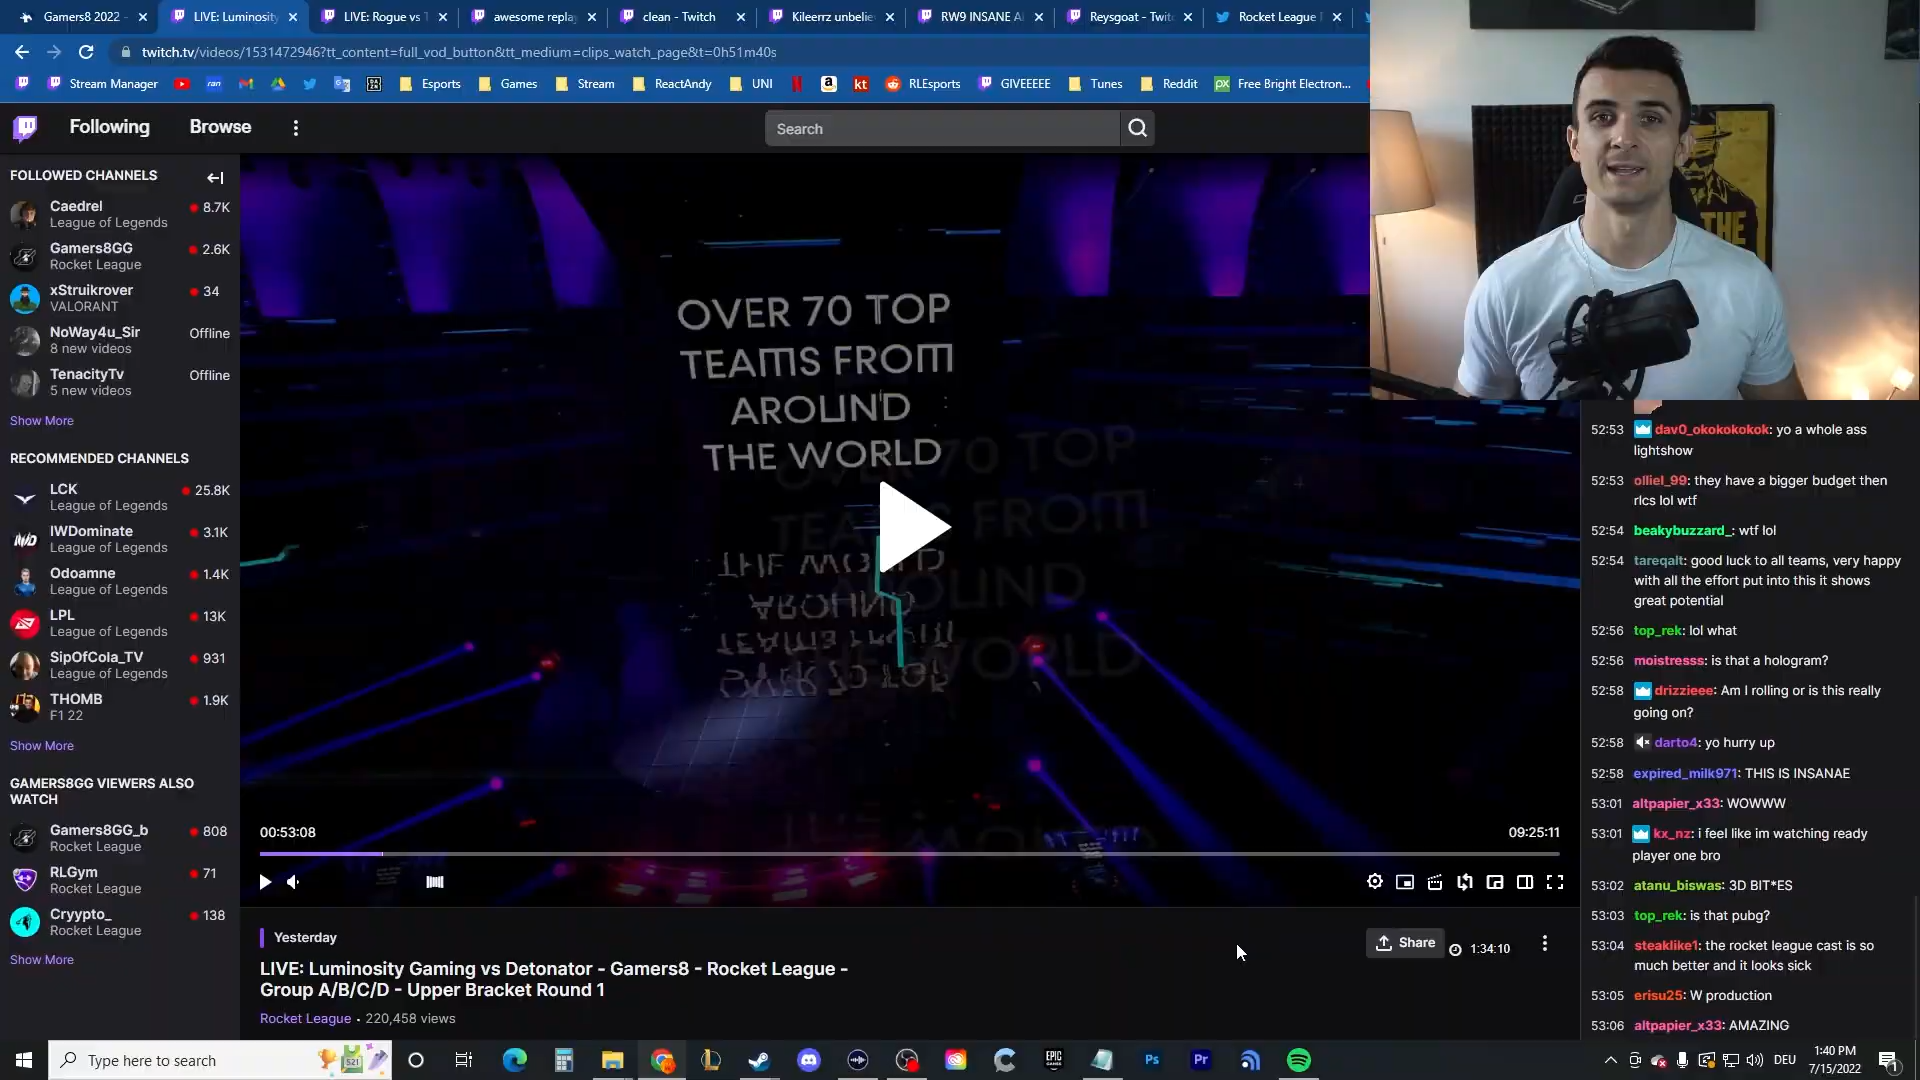 Gamers8 2022 -
LIVE: Luminosity
LIVE: Rogue vs T
awesome repla
clean - Twitch
Kileerrz unbelie
RW9 INSANE A
Reysgoat - Twit
Rocket League
twitch.tv/videos/1531472946?tt_content=full_vod_button&tt_medium=clips_watch_page&t=0h51m40s
Stream Manager
ran
Esports
Games
Stream
ReactAndy
UNI
kt
RLEsports
GIVEEEEE
Tunes
Reddit
px
Free Bright Electron...
Following
Browse
Search
FOLLOWED CHANNELS
Caedrel
8.7K
League of Legends
Gamers8GG
2.6K
Rocket League
xStruikrover
34
VALORANT
NoWay4u_Sir
Offline
8 new videos
TenacityTv
Offline
5 new videos
Show More
RECOMMENDED CHANNELS
LCK
25.8K
League of Legends
IWDominate
3.1K
League of Legends
Odoamne
1.4K
League of Legends
LPL
13K
League of Legends
SipOfCola_TV
931
League of Legends
THOMB
1.9K
F1 22
Show More
GAMERS8GG VIEWERS ALSO
WATCH
Gamers8GG_b
808
Rocket League
RLGym
71
Rocket League
Cryypto_
138
Rocket League
Show More
OVER 70 TOP
TEAMS FROM
AROUND
THE WORLD
00:53:08
09:25:11
Yesterday
Share
1:34:10
LIVE: Luminosity Gaming vs Detonator - Gamers8 - Rocket League -
Group A/B/C/D - Upper Bracket Round 1
Rocket League • 220,458 views
THE
52:53 dav0_okokokokok: yo a whole ass
lightshow
52:53 olliel_99: they have a bigger budget then
rlcs lol wtf
52:54 beakybuzzard_: wtf lol
52:54 tareqalt: good luck to all teams, very happy
with all the effort put into this it shows
great potential
52:56 top_rek: lol what
52:56 moistresss: is that a hologram?
52:58 drizzieee: Am I rolling or is this really
going on?
52:58 darto4: yo hurry up
52:58 expired_milk971: THIS IS INSANAE
53:01 altpapier_x33: WOWWW
53:01 kx_nz: i feel like im watching ready
player one bro
53:02 atanu_biswas: 3D BIT*ES
53:03 top_rek: is that pubg?
53:04 steaklike1: the rocket league cast is so
much better and it looks sick
53:05 erisu25: W production
53:06 altpapier_x33: AMAZING
Type here to search
EPIC
Ps
Pr
DEU
1:40 PM
7/15/2022
1